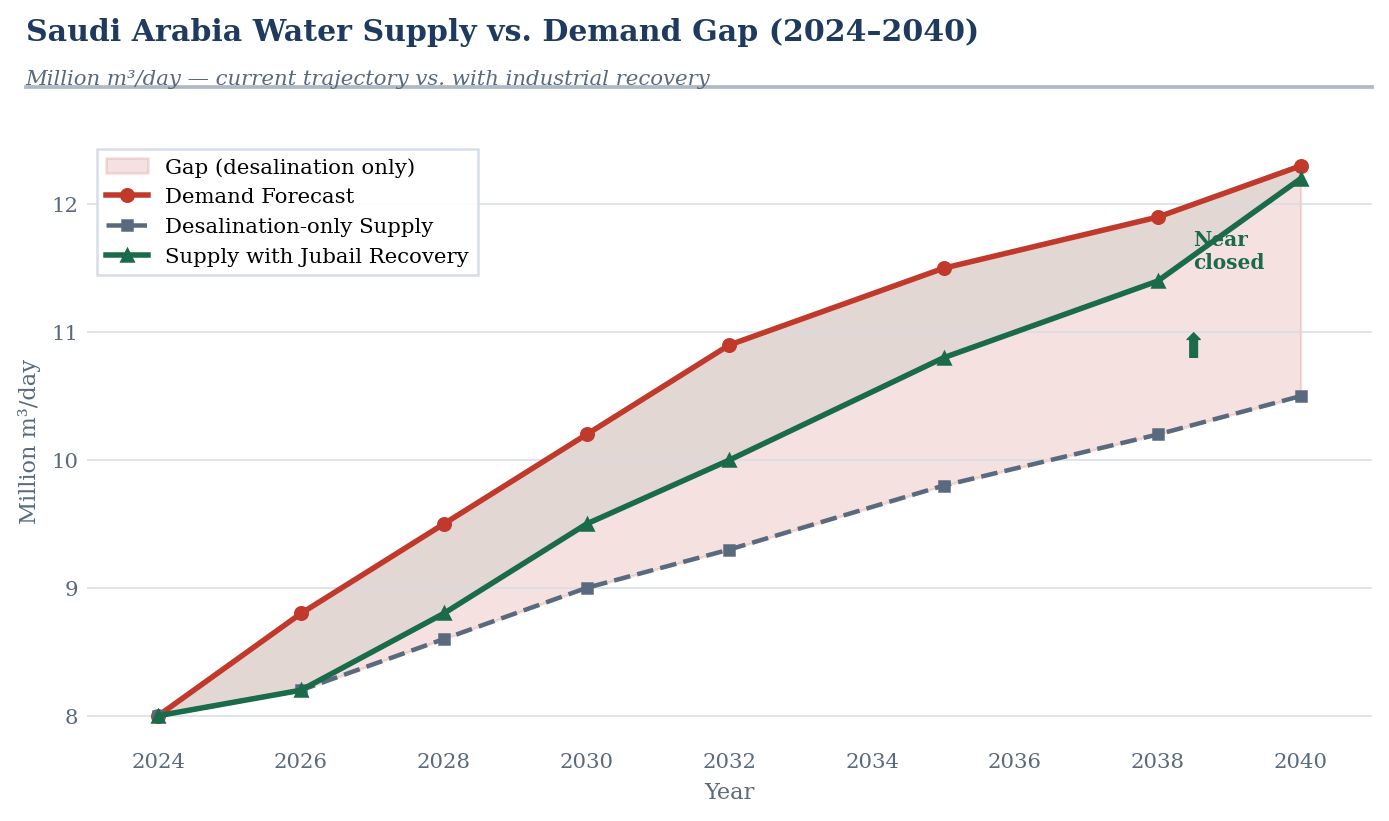 Saudi Arabia Water Supply vs. Demand Gap (2024–2040)
Million m³/day — current trajectory vs. with industrial recovery
Gap (desalination only)
Demand Forecast
Desalination-only Supply
Supply with Jubail Recovery
Near
closed
12
11
10
9
8
Million m³/day
2024 2026 2028 2030 2032 2034 2036 2038 2040
Year